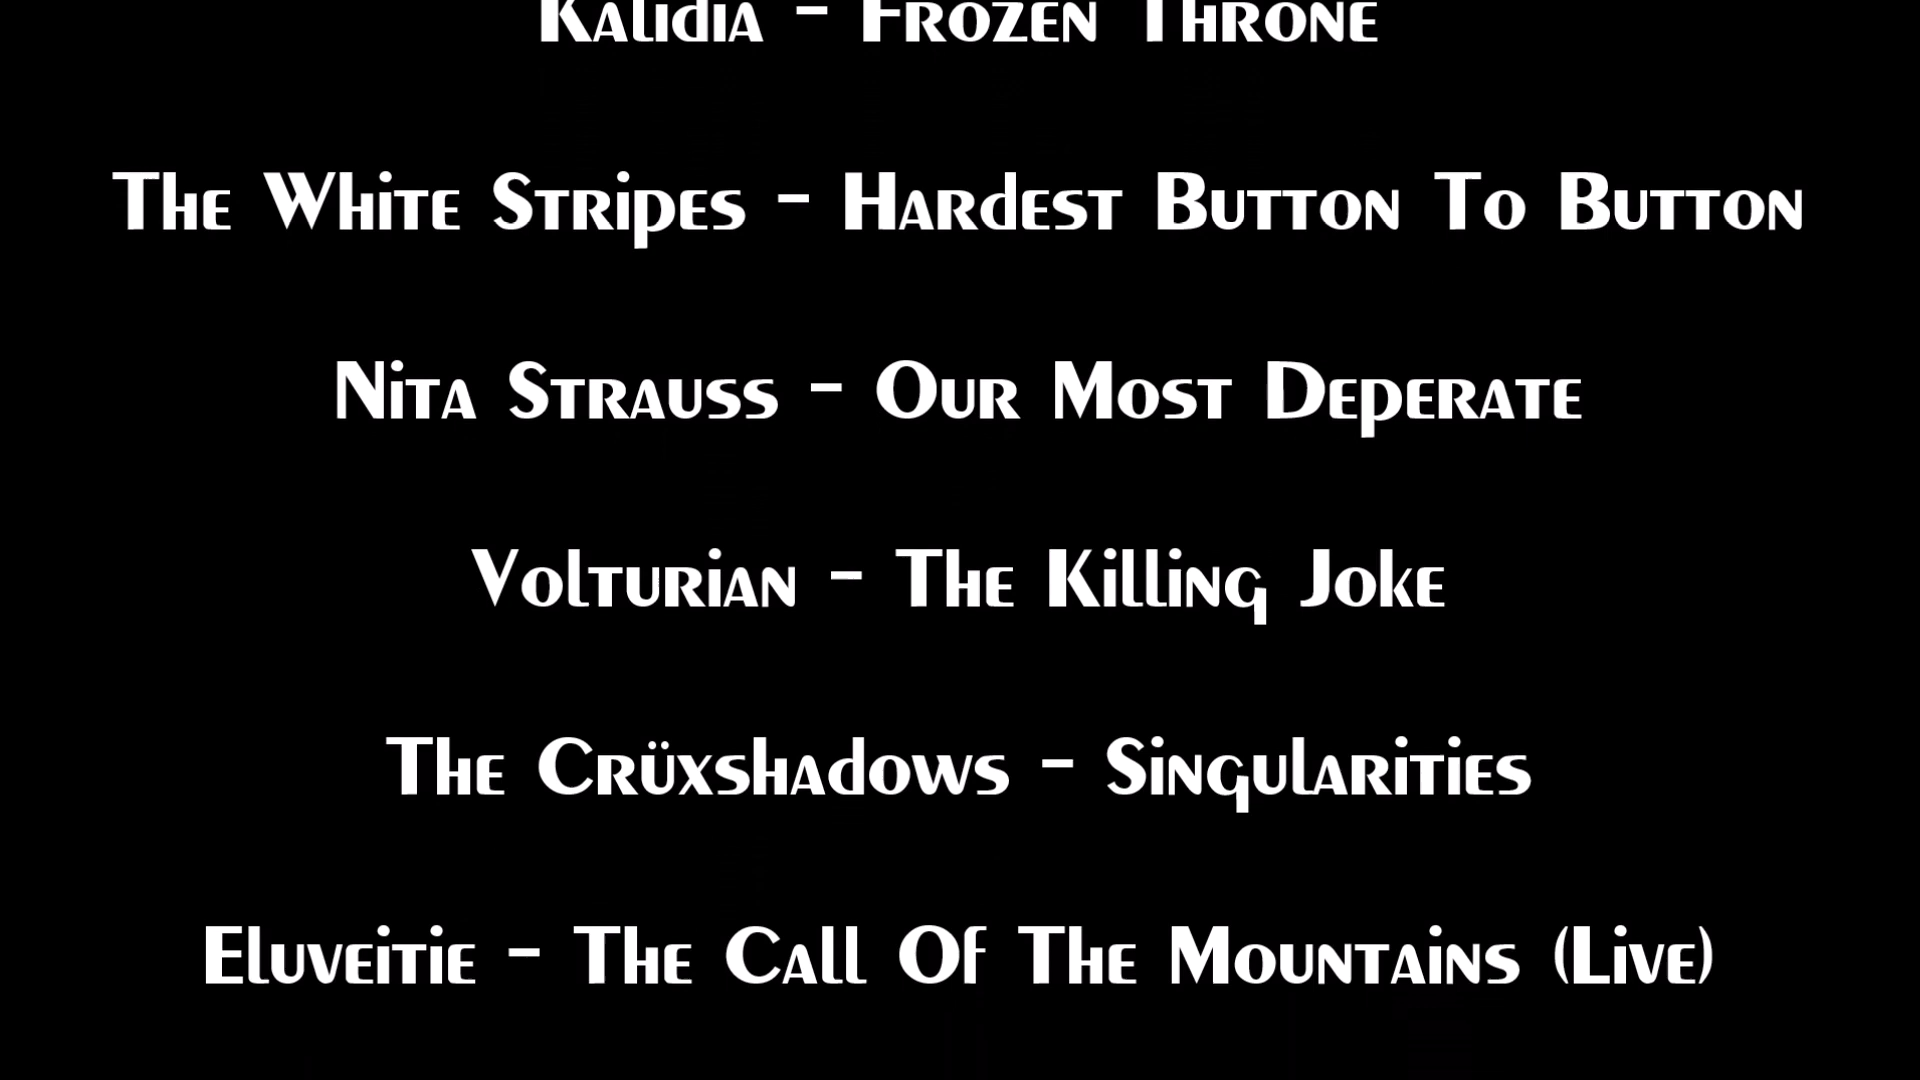 Kalidia - Frozen Throne
The White Stripes - Hardest Button To Button
Nita Strauss - Our Most Deperate
Volturian - The Killing Joke
The Crüxshadows - Singularities
Eluveitie - The Call Of The Mountains (Live)